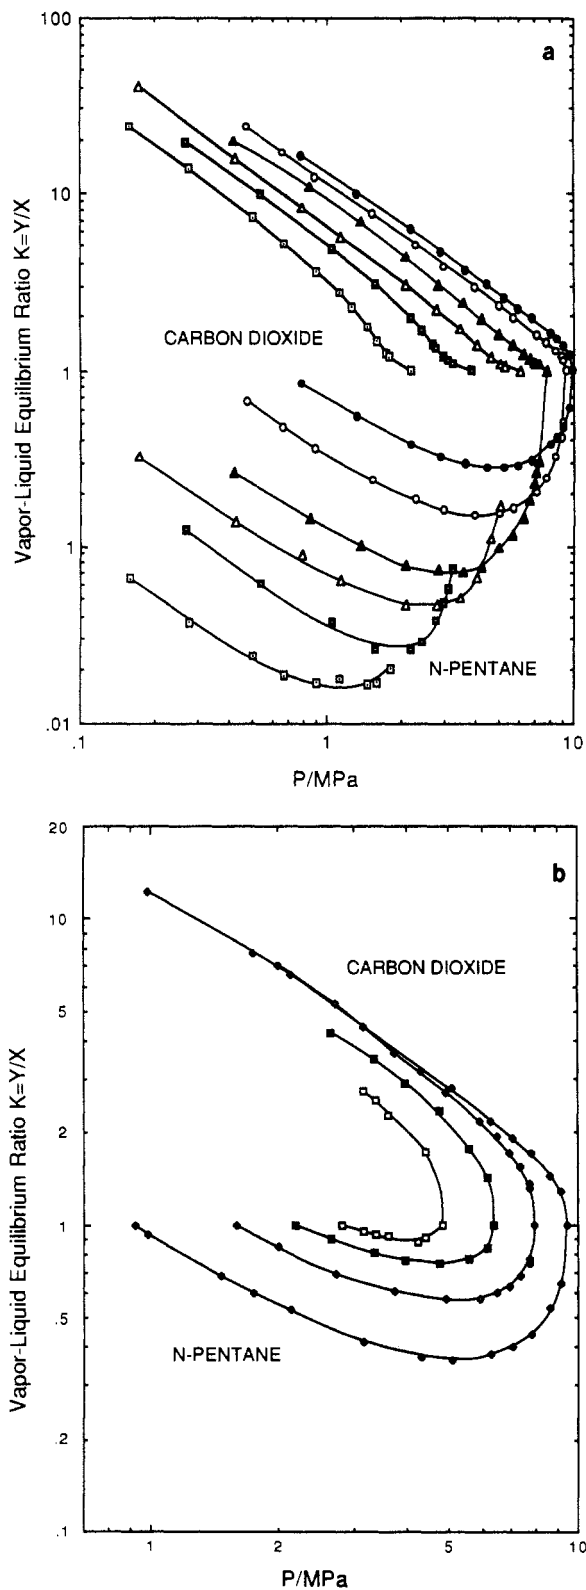 a
100
10
1
1
.01
Vapor-Liquid Equilibrium Ratio K=Y/X
CARBON DIOXIDE
N-PENTANE
.1
1
10
P/MPa
b
20
10
5
2
1
.5
.2
.1
Vapor-Liquid Equilibrium Ratio K=Y/X
CARBON DIOXIDE
N-PENTANE
1
2
5
10
P/MPa